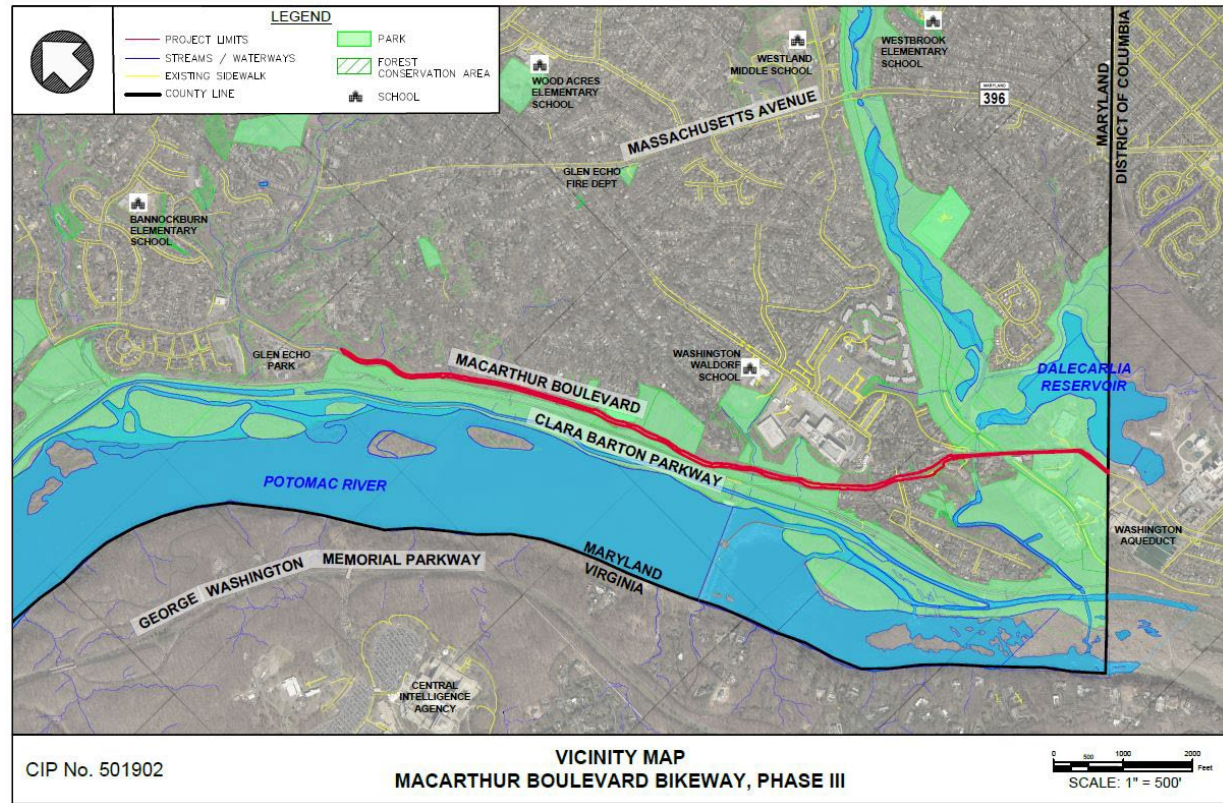 LEGEND
PROJECT LIMITS
STREAMS / WATERWAYS
EXISTING SIDEWALK
COUNTY LINE
PARK
FOREST
CONSERVATION AREA
SCHOOL
WOOD ACRES
ELEMENTARY
SCHOOL
WESTLAND
MIDDLE SCHOOL
WESTBROOK
ELEMENTARY
SCHOOL
MARYLAND
396
MASSACHUSETTS AVENUE
MARYLAND
DISTRICT OF COLUMBIA
GLEN ECHO
FIRE DEPT
BANNOCKBURN
ELEMENTARY
SCHOOL
GLEN ECHO
PARK
MACARTHUR BOULEVARD
WASHINGTON
WALDORF
SCHOOL
DALECARLIA
RESERVOIR
CLARA BARTON PARKWAY
POTOMAC RIVER
WASHINGTON
AQUEDUCT
MARYLAND
VIRGINIA
GEORGE WASHINGTON MEMORIAL PARKWAY
CENTRAL
INTELLIGENCE
AGENCY
CIP No. 501902
VICINITY MAP
MACARTHUR BOULEVARD BIKEWAY, PHASE III
0 500 1000 2000
Feet
SCALE: 1" = 500'